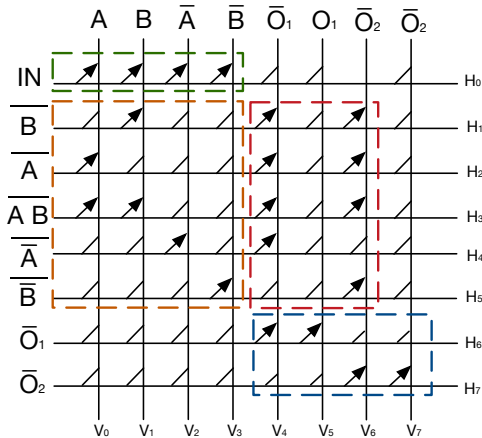 A B A̅ B̅ O̅₁ O₁ O̅₂ O̅₂
IN H₀
B̅ H₁
A̅ H₂
A̅ ̅B̅ H₃
A̿ H₄
B̿ H₅
O̅₁ H₆
O̅₂ H₇
V₀ V₁ V₂ V₃ V₄ V₅ V₆ V₇